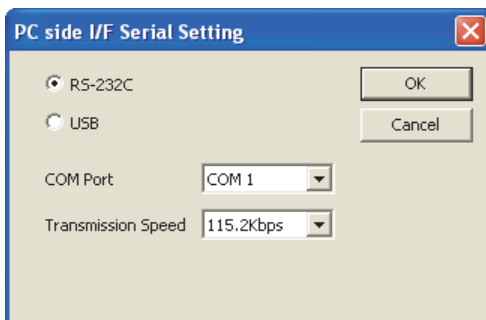 PC side I/F Serial Setting
RS-232C
OK
USB
Cancel
COM Port
COM 1
Transmission Speed
115.2Kbps